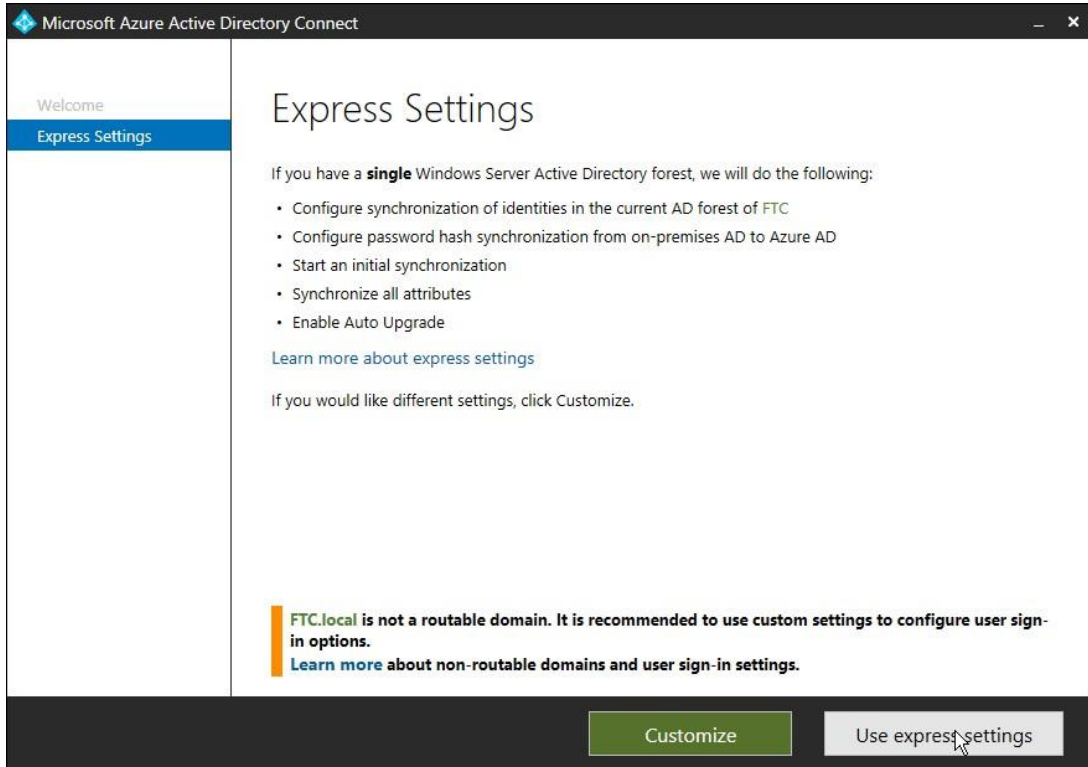 Microsoft Azure Active Directory Connect
Welcome
Express Settings
Express Settings
If you have a single Windows Server Active Directory forest, we will do the following:
• Configure synchronization of identities in the current AD forest of FTC
• Configure password hash synchronization from on-premises AD to Azure AD
• Start an initial synchronization
• Synchronize all attributes
• Enable Auto Upgrade
Learn more about express settings
If you would like different settings, click Customize.
FTC.local is not a routable domain. It is recommended to use custom settings to configure user sign-
in options.
Learn more about non-routable domains and user sign-in settings.
Customize
Use express settings